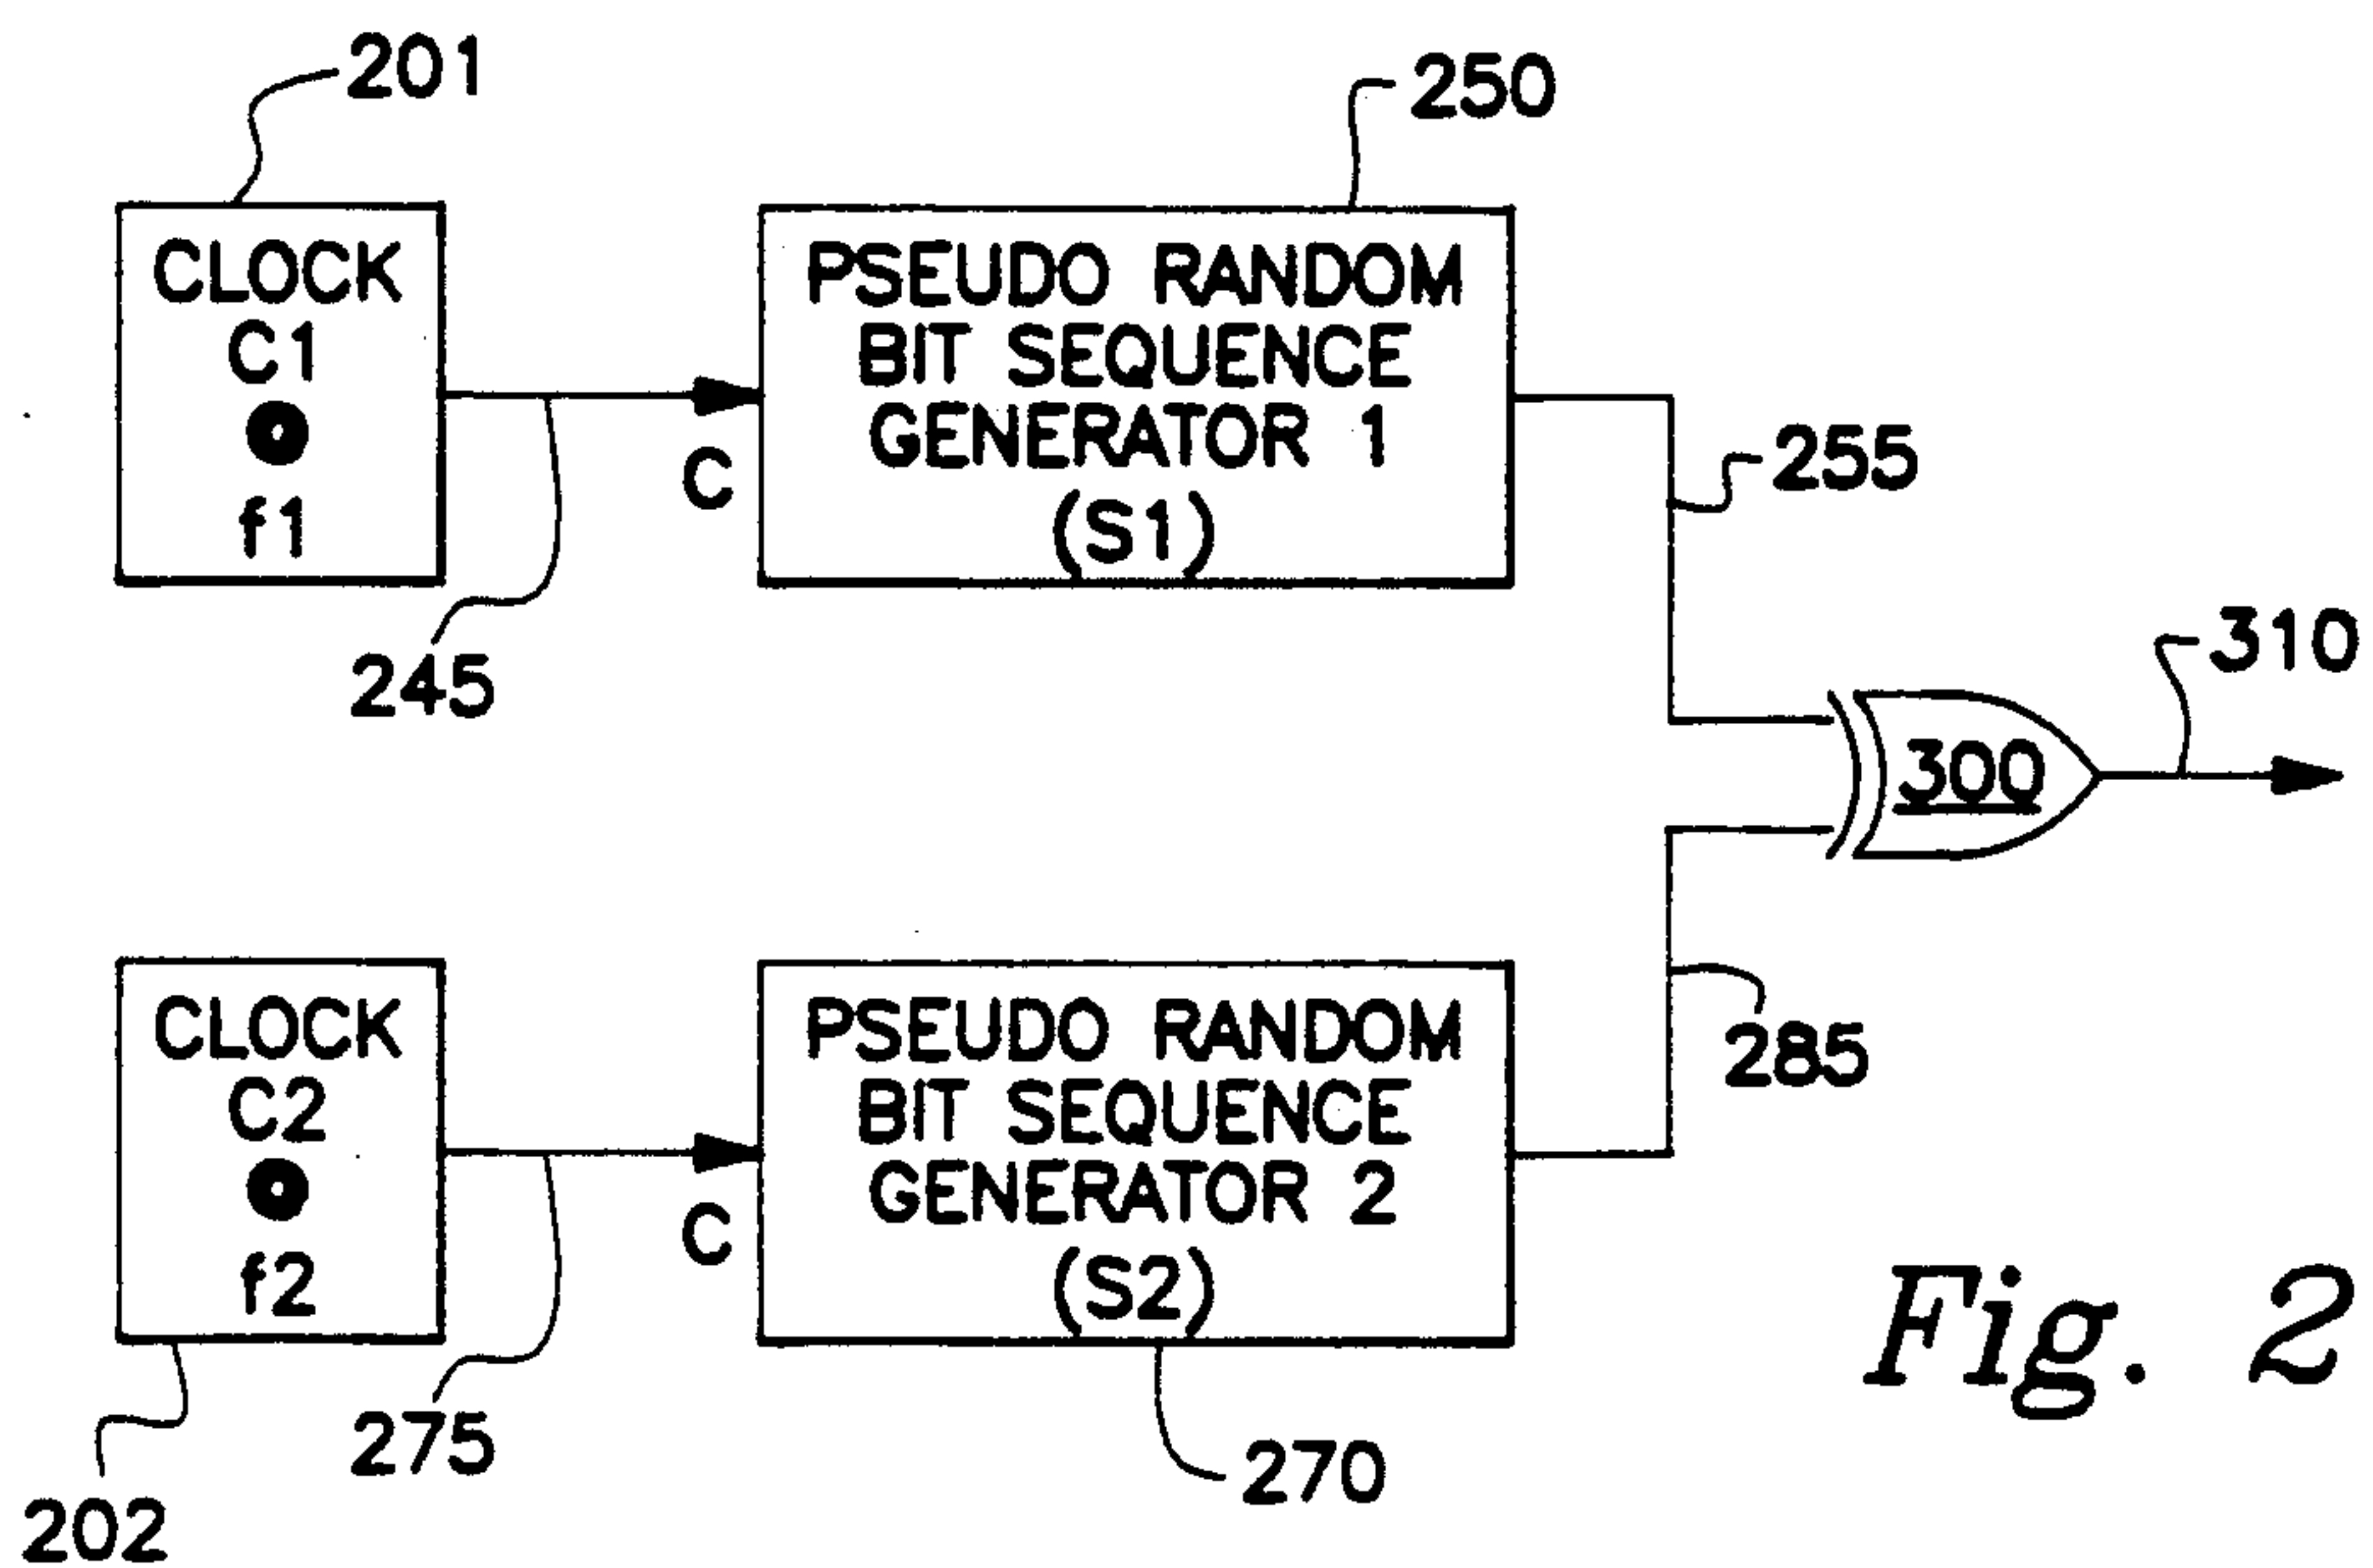 201
250
CLOCK
C1
f1
245
C
PSEUDO RANDOM
BIT SEQUENCE
GENERATOR 1
(S1)
255
310
300
CLOCK
C2
f2
202
275
C
PSEUDO RANDOM
BIT SEQUENCE
GENERATOR 2
(S2)
270
285
Fig. 2